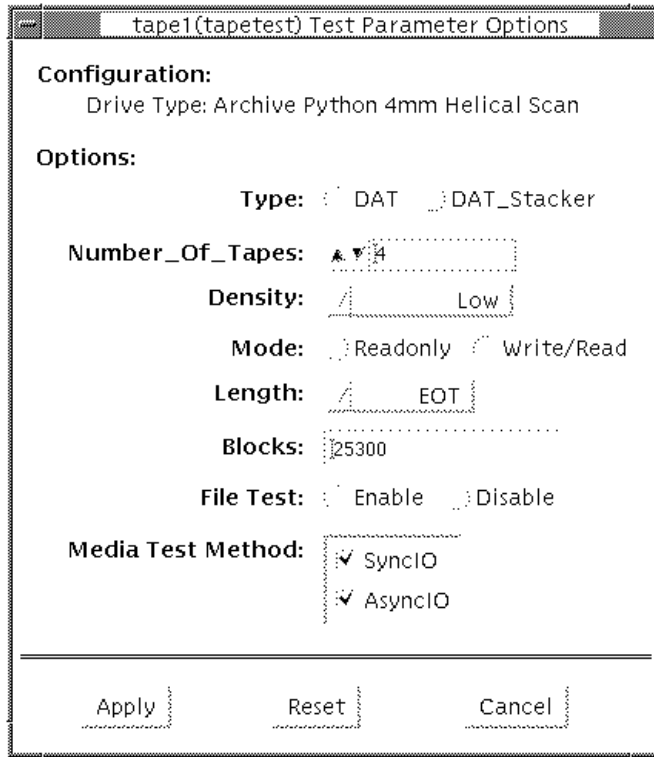 tape1(tapetest) Test Parameter Options
Configuration:
Drive Type: Archive Python 4mm Helical Scan
Options:
Type: DAT DAT_Stacker
Number_Of_Tapes: 4
Density: Low
Mode: Readonly Write/Read
Length: EOT
Blocks: 25300
File Test: Enable Disable
Media Test Method: SyncIO
AsyncIO
Apply Reset Cancel